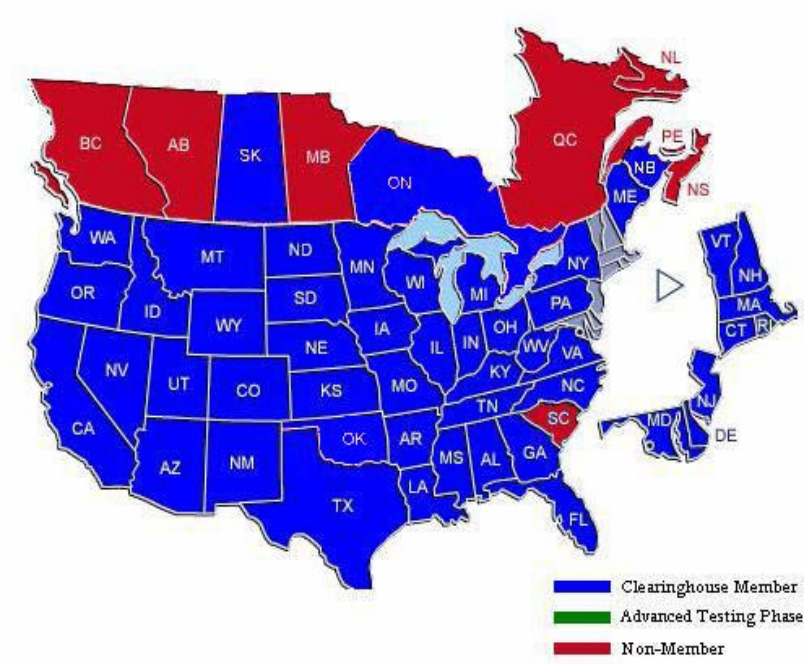 NL
BC
AB
SK
MB
QC
PE
NB
ON
ME
NS
WA
MT
ND
MN
VT
OR
ID
SD
WI
NY
NH
WY
MI
PA
MA
IA
OH
CT
RI
NV
NE
IL
IN
WV
VA
UT
CO
KS
MO
KY
NC
NJ
CA
TN
SC
MD
OK
AR
DE
AZ
NM
MS
AL
GA
LA
TX
FL
Clearinghouse Member
Advanced Testing Phase
Non-Member